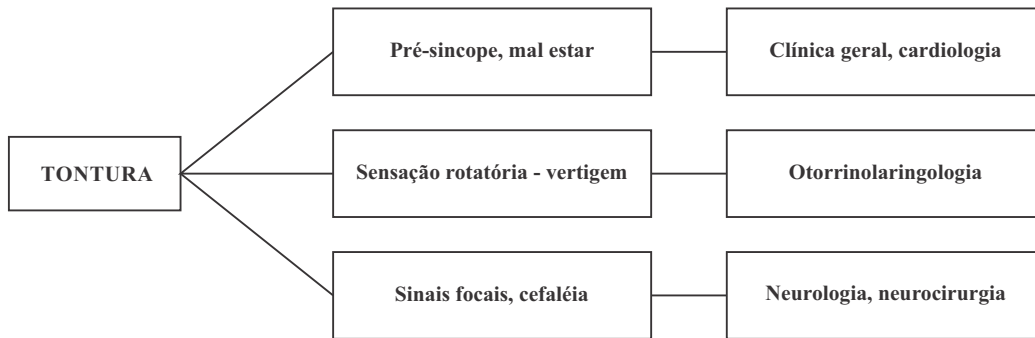 Pré-sincope, mal estar
Clínica geral, cardiologia
TONTURA
Sensação rotatória - vertigem
Otorrinolaringologia
Sinais focais, cefaléia
Neurologia, neurocirurgia